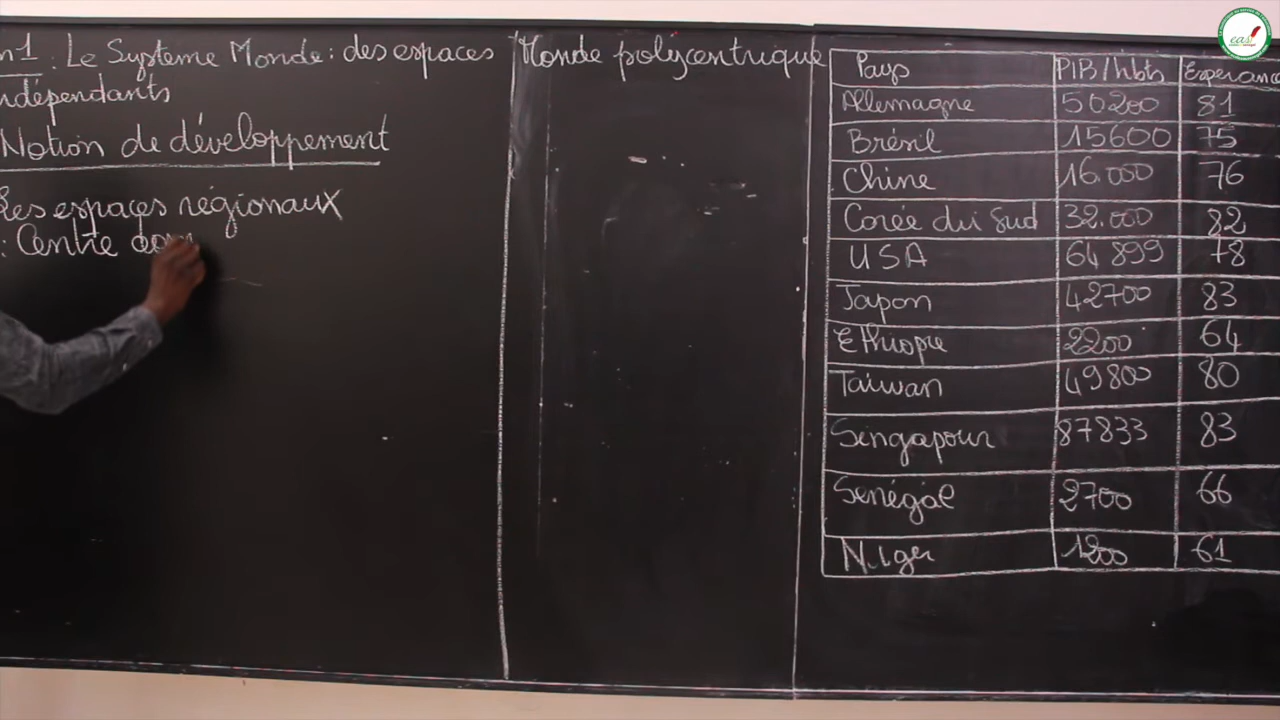 n1 : Le Système Monde : des espaces
ndépendants
Notion de développement
Les espaces régionaux
: Centre dom
Monde polycentrique
Pays PIB/hbts Esperance
Allemagne 50200 81
Brésil 15600 75
Chine 16.000 76
Corée du Sud 32.000 82
USA 64 899 78
Japon 42700 83
Ethiopie 2200 64
Taiwan 49800 80
Singapour 87833 83
Sénégal 2700 66
Niger 1200 61
eas!